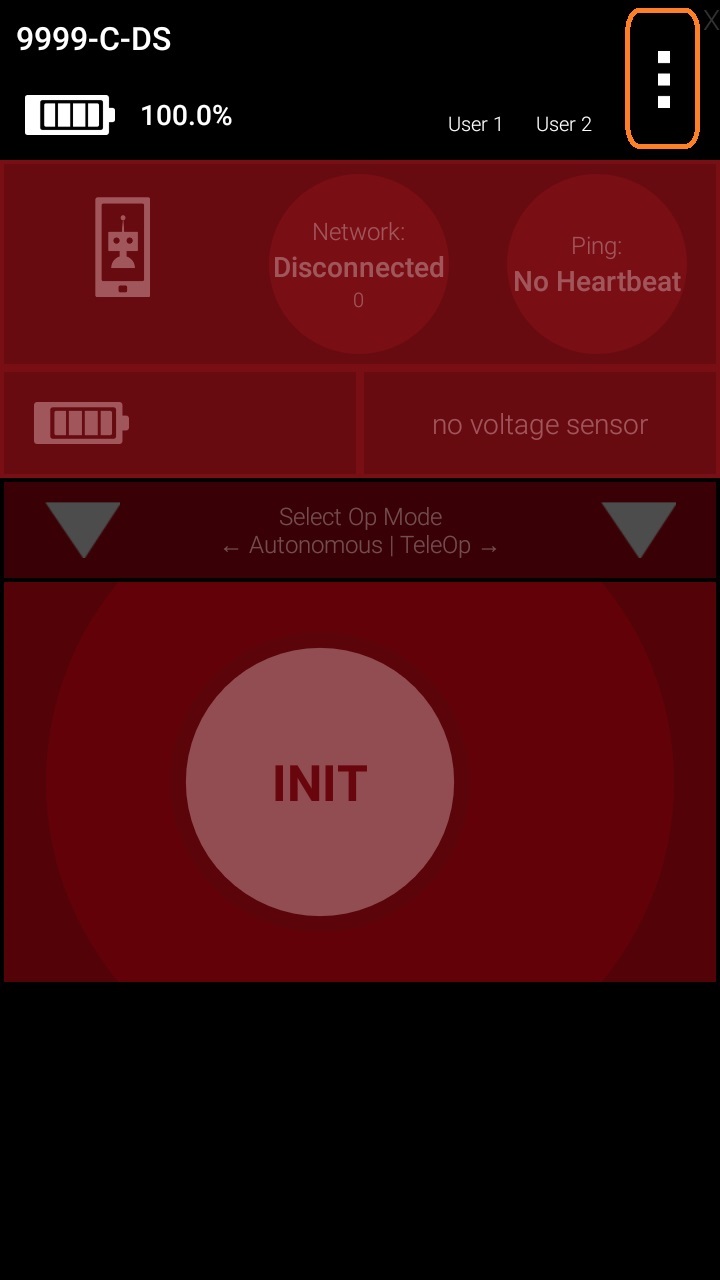 9999-C-DS
X
100.0%
User 1 User 2
Network:
Disconnected
0
Ping:
No Heartbeat
no voltage sensor
Select Op Mode
← Autonomous | TeleOp →
INIT